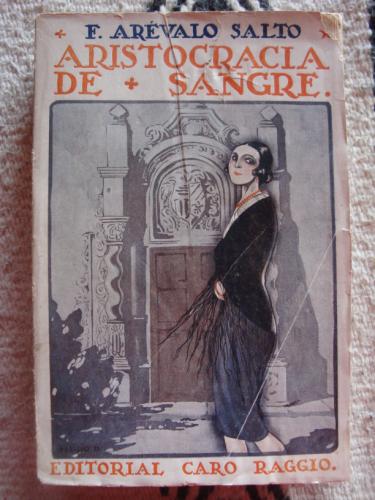 F. ARÉVALO SALTO
ARISTOCRACIA
DE + SANGRE.
EDITORIAL CARO RAGGIO.